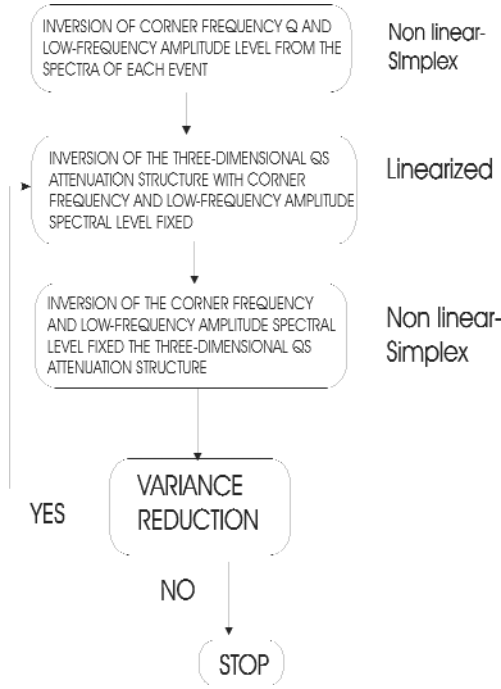 INVERSION OF CORNER FREQUENCY Q AND
LOW-FREQUENCY AMPLITUDE LEVEL FROM THE
SPECTRA OF EACH EVENT
Non linear-
Simplex
INVERSION OF THE THREE-DIMENSIONAL QS
ATTENUATION STRUCTURE WITH CORNER
FREQUENCY AND LOW-FREQUENCY AMPLITUDE
SPECTRAL LEVEL FIXED
Linearized
INVERSION OF THE CORNER FREQUENCY
AND LOW-FREQUENCY AMPLITUDE SPECTRAL
LEVEL FIXED THE THREE-DIMENSIONAL QS
ATTENUATION STRUCTURE
Non linear-
Simplex
VARIANCE
REDUCTION
YES
NO
STOP